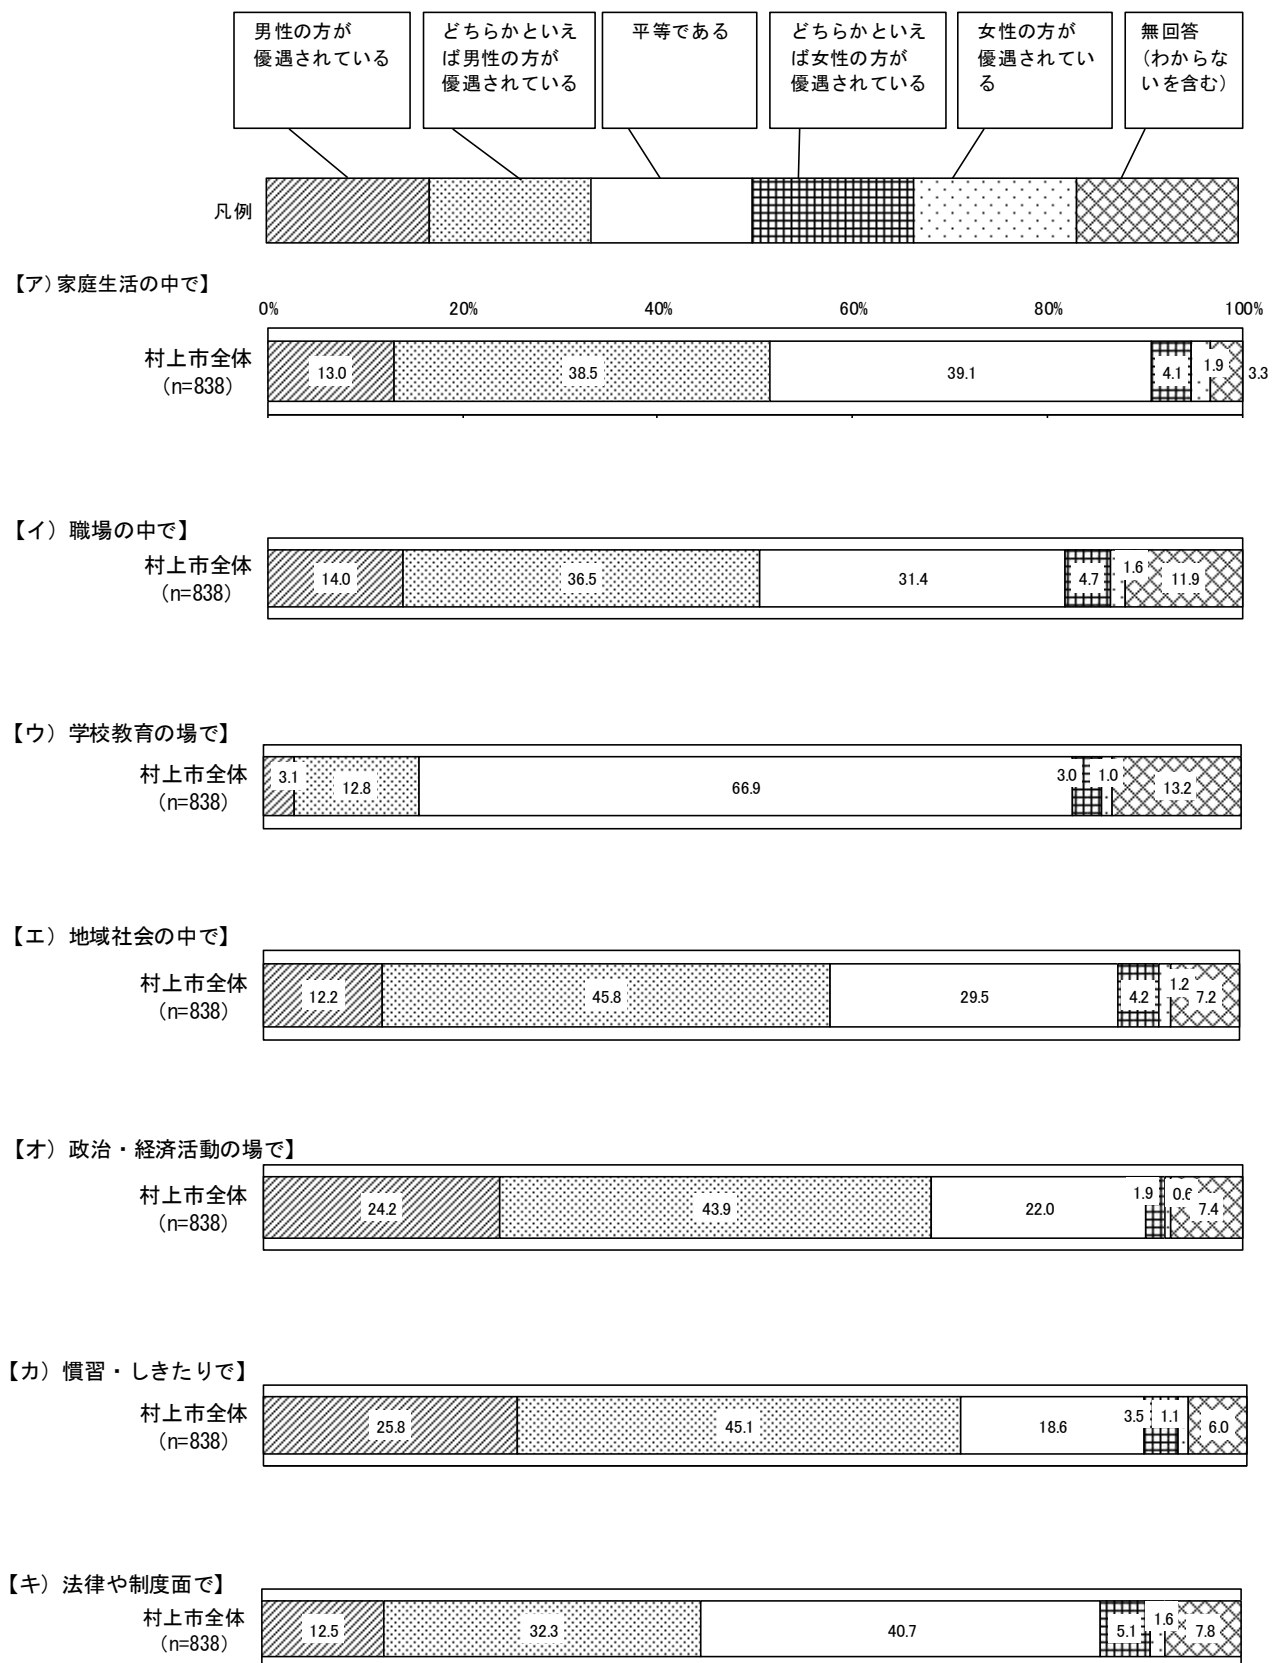 男性の方が
優遇されている
どちらかといえ
ば男性の方が
優遇されている
平等である
どちらかといえ
ば女性の方が
優遇されている
女性の方が
優遇されてい
る
無回答
（わからな
いを含む）
凡例
【ア）家庭生活の中で】
0% 20% 40% 60% 80% 100%
村上市全体
（n=838）
13.0 38.5 39.1 4.1 1.9 3.3
【イ）職場の中で】
村上市全体
（n=838）
14.0 36.5 31.4 4.7 1.6 11.9
【ウ）学校教育の場で】
村上市全体
（n=838）
3.1 12.8 66.9 3.0 1.0 13.2
【エ）地域社会の中で】
村上市全体
（n=838）
12.2 45.8 29.5 4.2 1.2 7.2
【オ）政治・経済活動の場で】
村上市全体
（n=838）
24.2 43.9 22.0 1.9 0.6 7.4
【カ）慣習・しきたりで】
村上市全体
（n=838）
25.8 45.1 18.6 3.5 1.1 6.0
【キ）法律や制度面で】
村上市全体
（n=838）
12.5 32.3 40.7 5.1 1.6 7.8